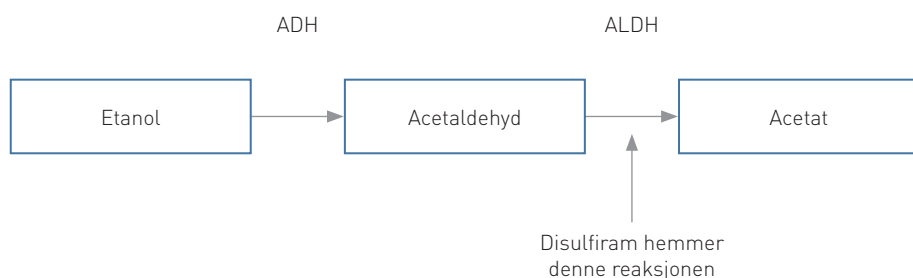 ADH
ALDH
Etanol
Acetaldehyd
Acetat
Disulfiram hemmer
denne reaksjonen